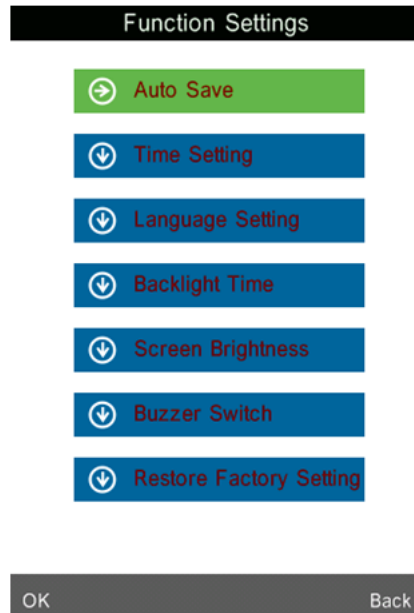 Function Settings
Auto Save
Time Setting
Language Setting
Backlight Time
Screen Brightness
Buzzer Switch
Restore Factory Setting
OK Back